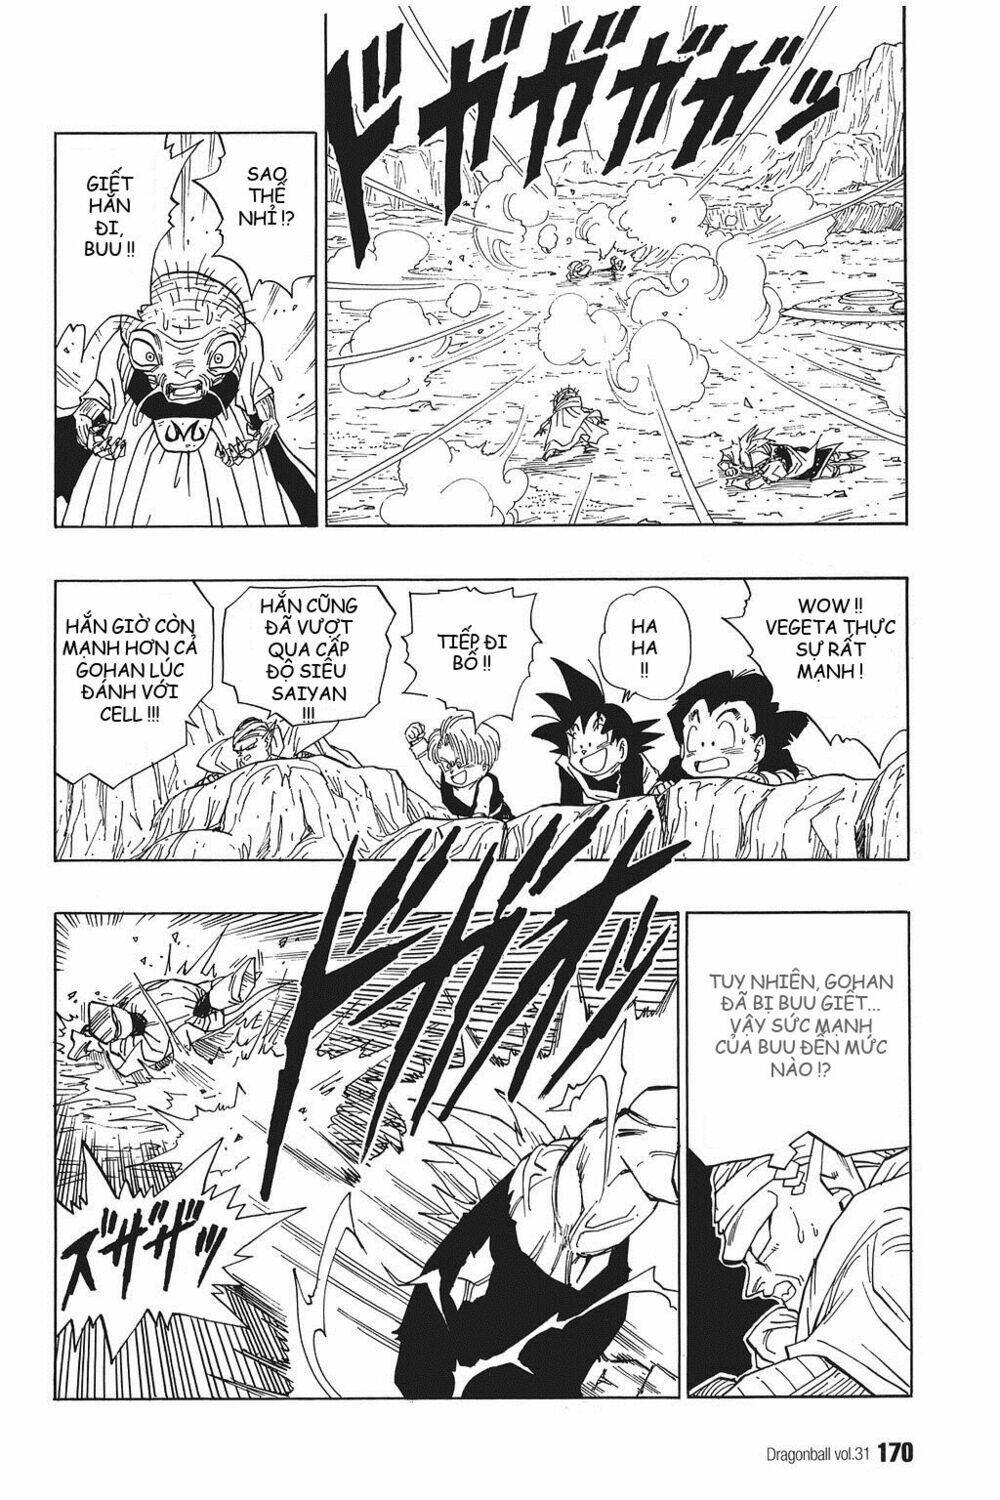 ドガガガガッ
SAO
THẾ
NHỈ !?
GIẾT
HẮN
ĐI,
BUU !!
WOW !!
VEGETA THỰC
SỰ RẤT
MẠNH !
HA
HA
!!
TIẾP ĐI
BỐ !!
HẮN CŨNG
ĐÃ VƯỢT
QUA CẤP
ĐỘ SIÊU
SAIYAN
!!!
HẮN GIỜ CÒN
MẠNH HƠN CẢ
GOHAN LÚC
ĐÁNH VỚI
CELL !!!
TUY NHIÊN, GOHAN
ĐÃ BỊ BUU GIẾT...
VẬY SỨC MẠNH
CỦA BUU ĐẾN MỨC
NÀO !?
ドガオッ
ズザザッ
Dragonball vol.31 170